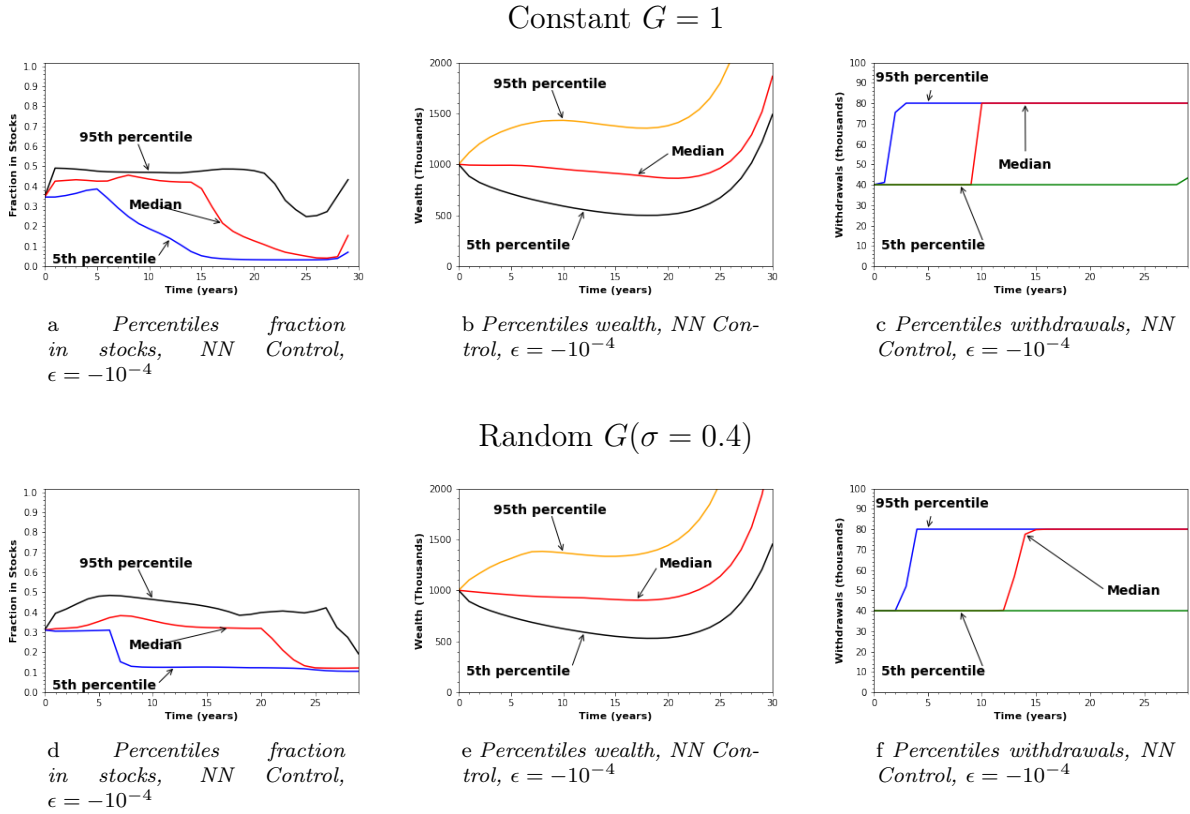 Constant G = 1
Fraction in Stocks
1.0
0.9
0.8
0.7
0.6
0.5
0.4
0.3
0.2
0.1
0.0
95th percentile
Median
5th percentile
0 5 10 15 20 25 30
Time (years)
Wealth (Thousands)
2000
1500
1000
500
0
95th percentile
Median
5th percentile
0 5 10 15 20 25 30
Time (years)
Withdrawals (thousands)
100
90
80
70
60
50
40
30
20
10
0
95th percentile
Median
5th percentile
0 5 10 15 20 25
Time (years)
a Percentiles fraction
in stocks, NN Control,
ϵ = −10⁻⁴
b Percentiles wealth, NN Con-
trol, ϵ = −10⁻⁴
c Percentiles withdrawals, NN
Control, ϵ = −10⁻⁴
Random G(σ = 0.4)
Fraction in Stocks
1.0
0.9
0.8
0.7
0.6
0.5
0.4
0.3
0.2
0.1
0.0
95th percentile
Median
5th percentile
0 5 10 15 20 25
Time (years)
Wealth (Thousands)
2000
1500
1000
500
0
95th percentile
Median
5th percentile
0 5 10 15 20 25 30
Time (years)
Withdrawals (thousands)
100
90
80
70
60
50
40
30
20
10
0
95th percentile
Median
5th percentile
0 5 10 15 20 25
Time (years)
d Percentiles fraction
in stocks, NN Control,
ϵ = −10⁻⁴
e Percentiles wealth, NN Con-
trol, ϵ = −10⁻⁴
f Percentiles withdrawals, NN
Control, ϵ = −10⁻⁴